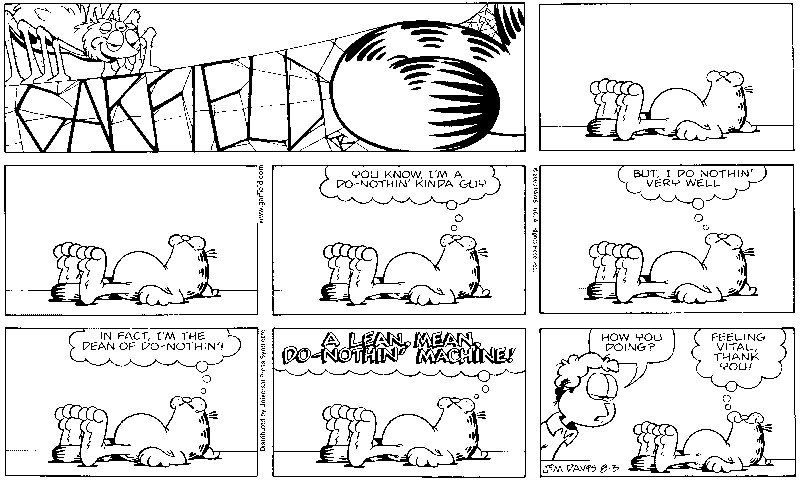 GARFIELD
www.garfield.com
YOU KNOW, I'M A
DO-NOTHIN' KINDA GUY
BUT, I DO NOTHIN'
VERY WELL
IN FACT, I'M THE
DEAN OF DO-NOTHIN'!
Distributed by Universal Press Syndicate
A LEAN, MEAN,
DO-NOTHIN' MACHINE!
HOW YOU
DOING?
FEELING
VITAL,
THANK
YOU!
JIM DAVIS 8-3